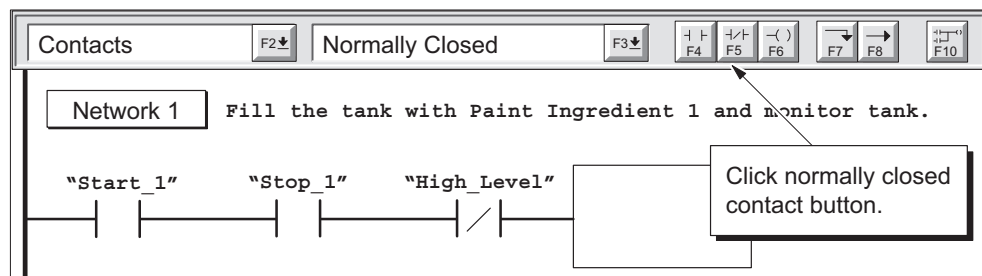 Contacts F2 Normally Closed F3 F4 F5 F6 F7 F8 F10
Network 1 Fill the tank with Paint Ingredient 1 and monitor tank.
“Start_1” “Stop_1” “High_Level”
Click normally closed
contact button.